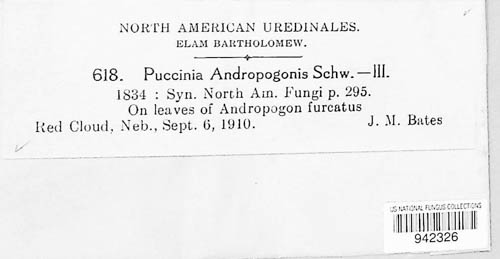 NORTH AMERICAN UREDINALES.
ELAM BARTHOLOMEW.
618. Puccinia Andropogonis Schw.—III.
1834 : Syn. North Am. Fungi p. 295.
On leaves of Andropogon furcatus
Red Cloud, Neb., Sept. 6, 1910. J. M. Bates
US NATIONAL FUNGUS COLLECTIONS
942326